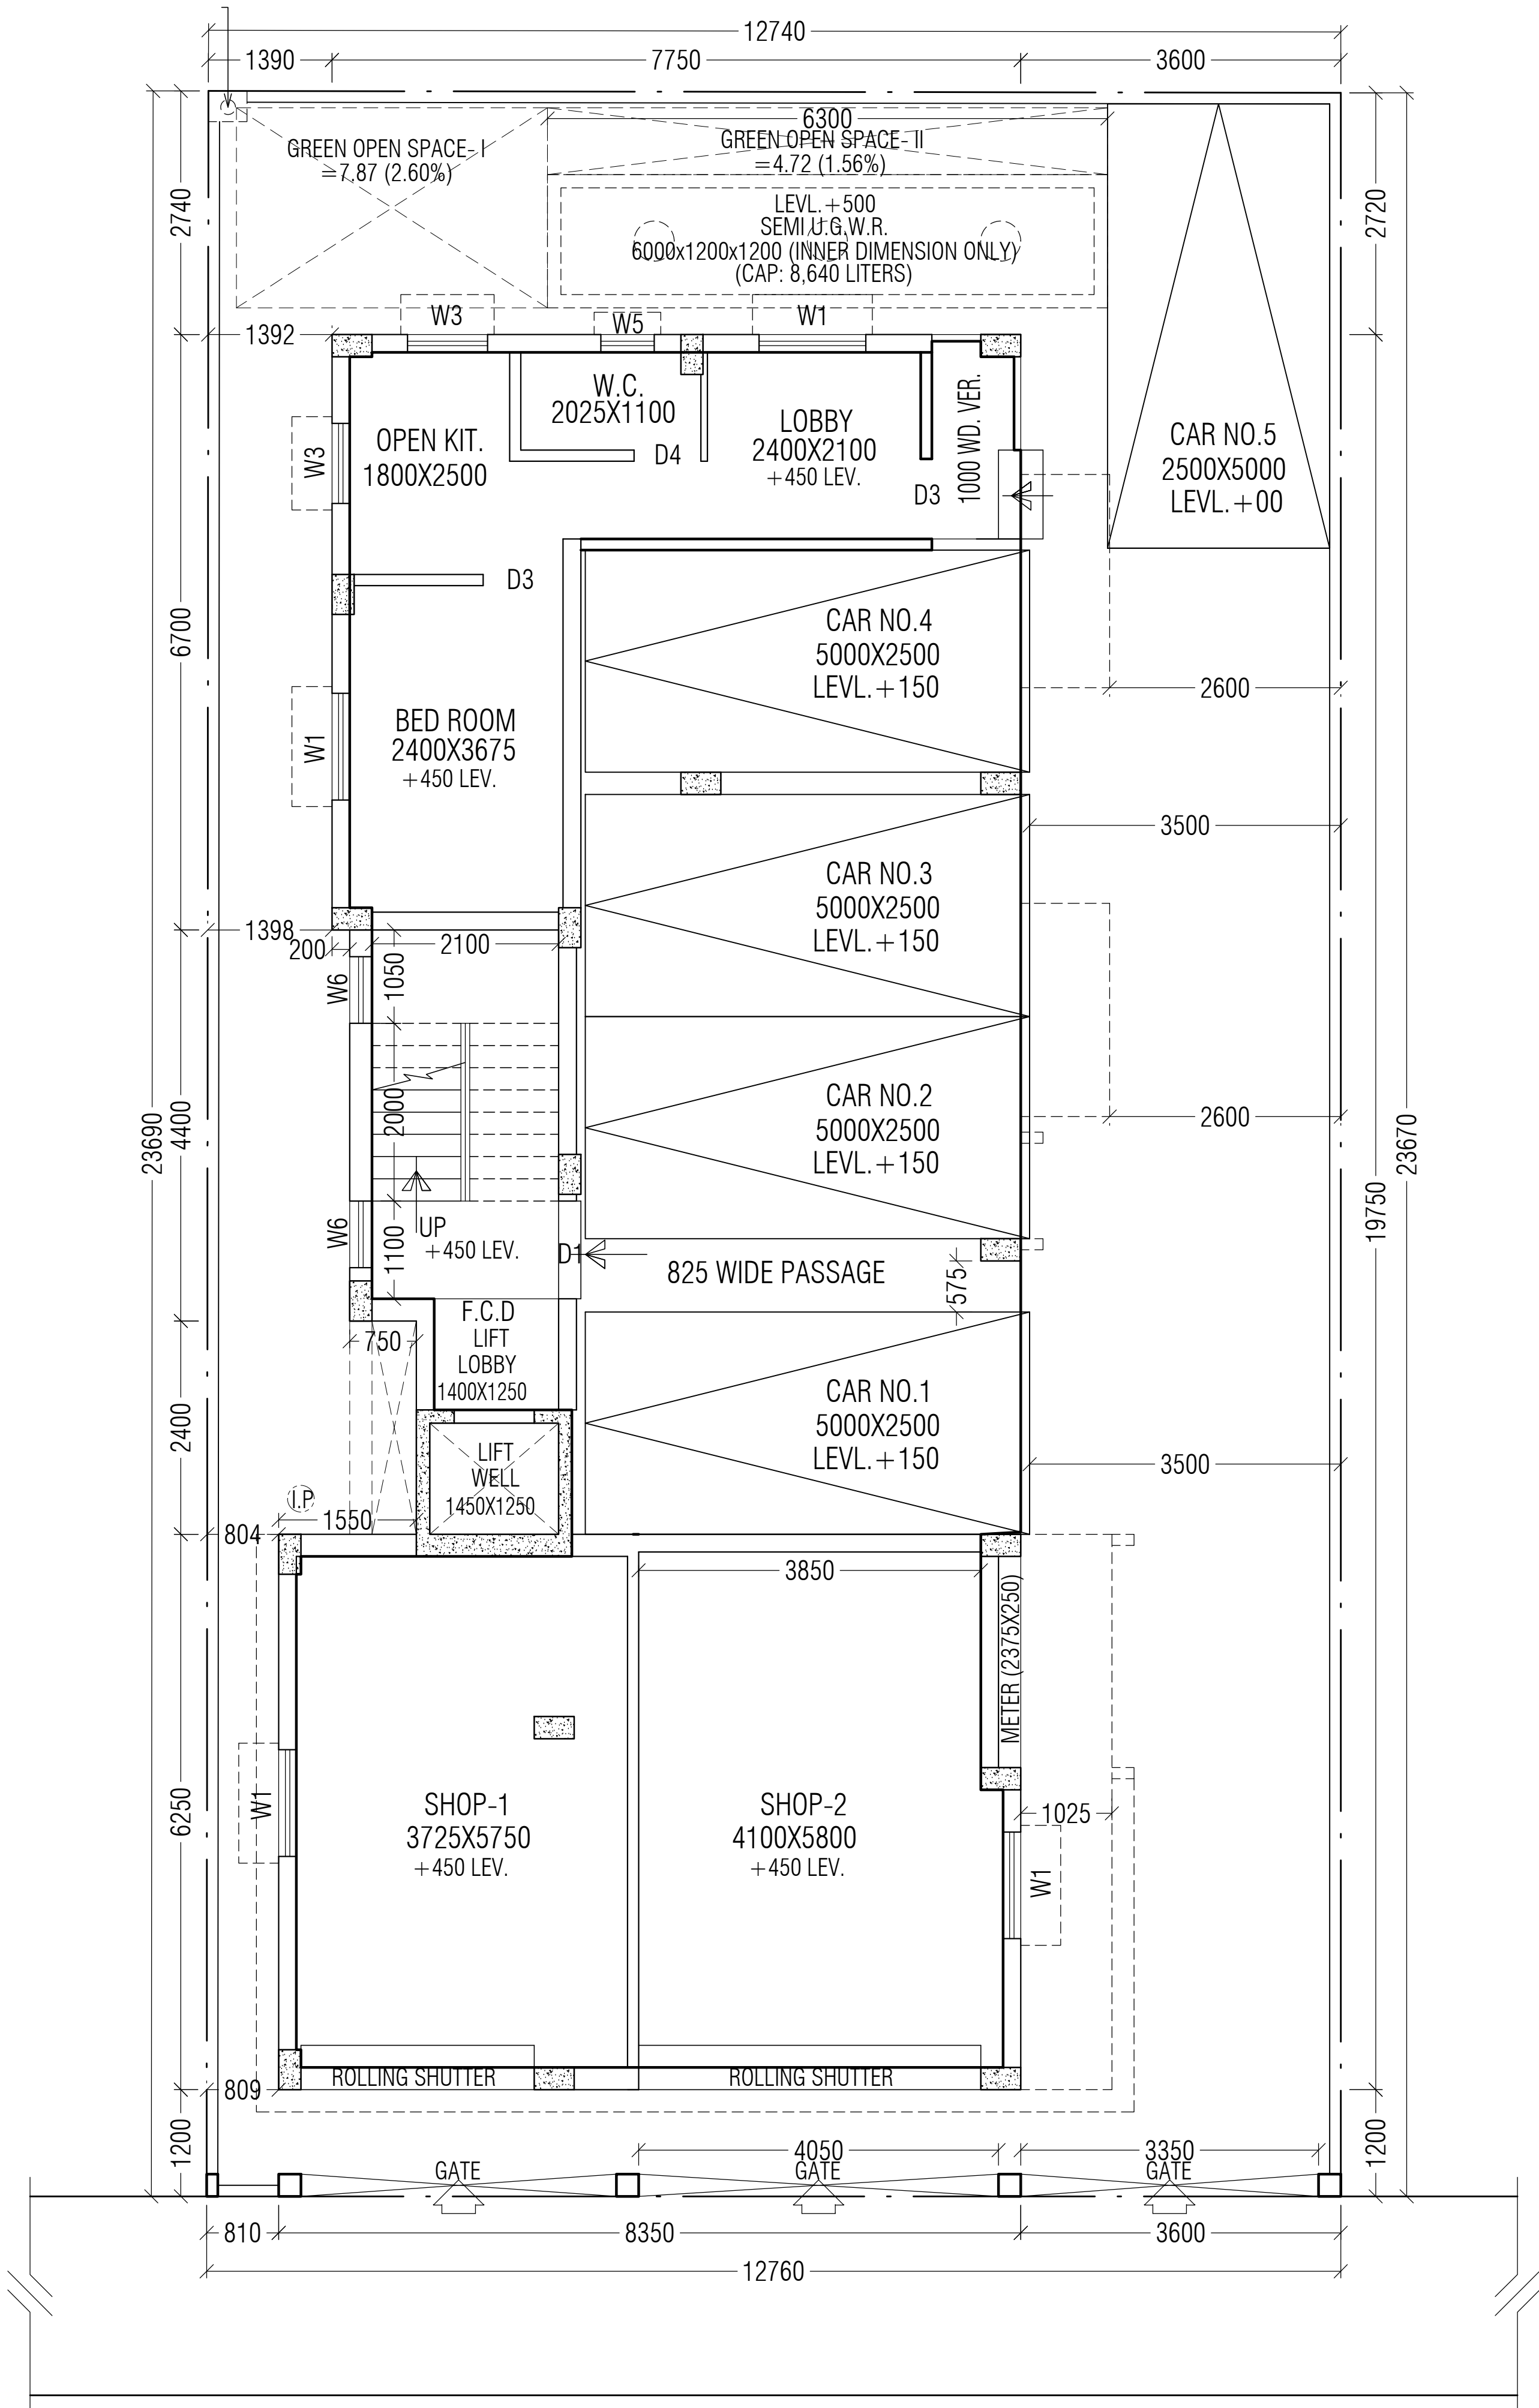 12740
1390
7750
3600
6300
GREEN OPEN SPACE-I
=7.87 (2.60%)
GREEN OPEN SPACE-II
=4.72 (1.56%)
2740
2720
LEVL.+500
SEMI U.G.W.R.
6000x1200x1200 (INNER DIMENSION ONLY)
(CAP: 8,640 LITERS)
1392
W3
W5
W1
W.C.
2025X1100
D4
OPEN KIT.
1800X2500
W3
LOBBY
2400X2100
+450 LEV.
D3
1000 WD. VER.
CAR NO.5
2500X5000
LEVL.+00
D3
6700
CAR NO.4
5000X2500
LEVL.+150
2600
BED ROOM
2400X3675
+450 LEV.
W1
3500
CAR NO.3
5000X2500
LEVL.+150
1398
200
2100
1050
W6
23690
4400
2000
CAR NO.2
5000X2500
LEVL.+150
2600
19750
23670
W6
UP
+450 LEV.
1100
D1
825 WIDE PASSAGE
575
F.C.D
LIFT
LOBBY
1400X1250
750
2400
CAR NO.1
5000X2500
LEVL.+150
3500
LIFT
WELL
1450X1250
I.P
1550
804
3850
METER (2375X250)
6250
W1
SHOP-1
3725X5750
+450 LEV.
SHOP-2
4100X5800
+450 LEV.
1025
W1
ROLLING SHUTTER
ROLLING SHUTTER
809
1200
1200
4050
3350
GATE
GATE
GATE
810
8350
3600
12760